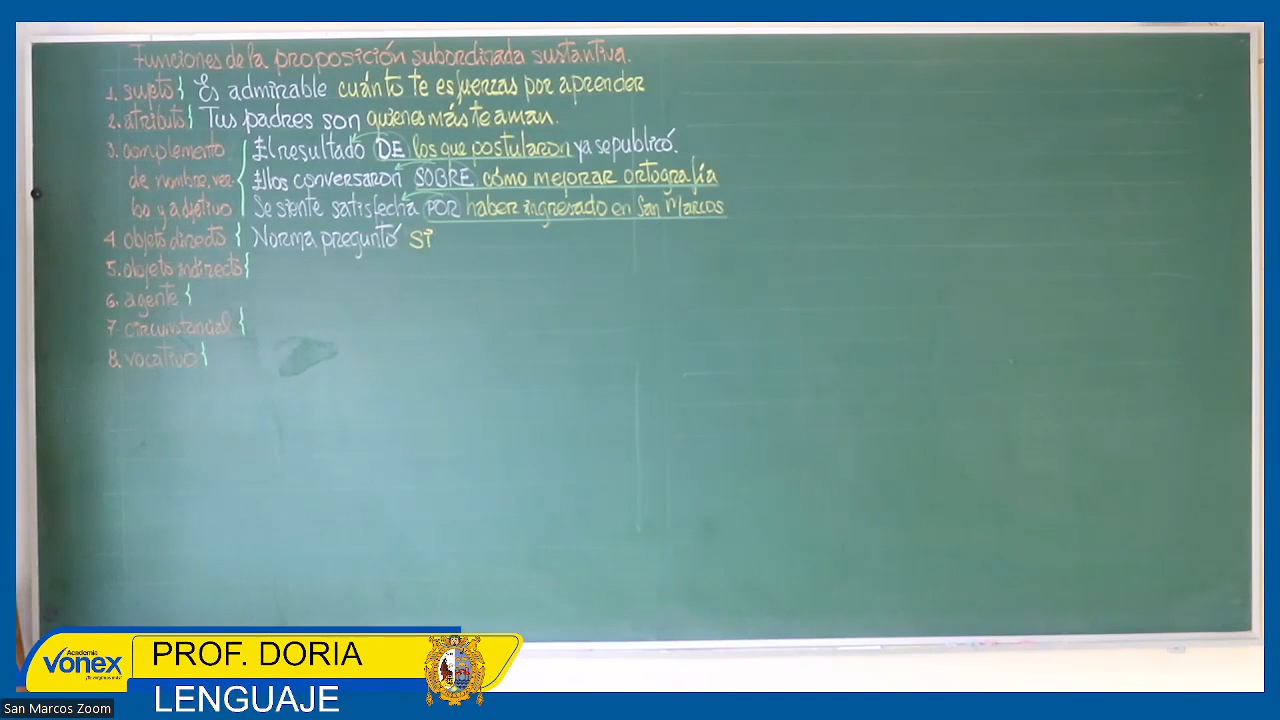 Funciones de la proposición subordinada sustantiva.
1. sujeto { Es admirable cuánto te esfuerzas por aprender
2. atributo { Tus padres son quienes más te aman.
3. complemento { El resultado DE los que postularon ya se publicó.
de nombre, ver- Ellos conversaron SOBRE cómo mejorar ortografía
bo y adjetivo Se siente satisfecha POR haber ingresado en San Marcos
4 objeto directo { Norma preguntó si
5. objeto indirecto {
6. agente {
7. circunstancial {
8. vocativo {
Academia
vonex
PROF. DORIA
LENGUAJE
San Marcos Zoom